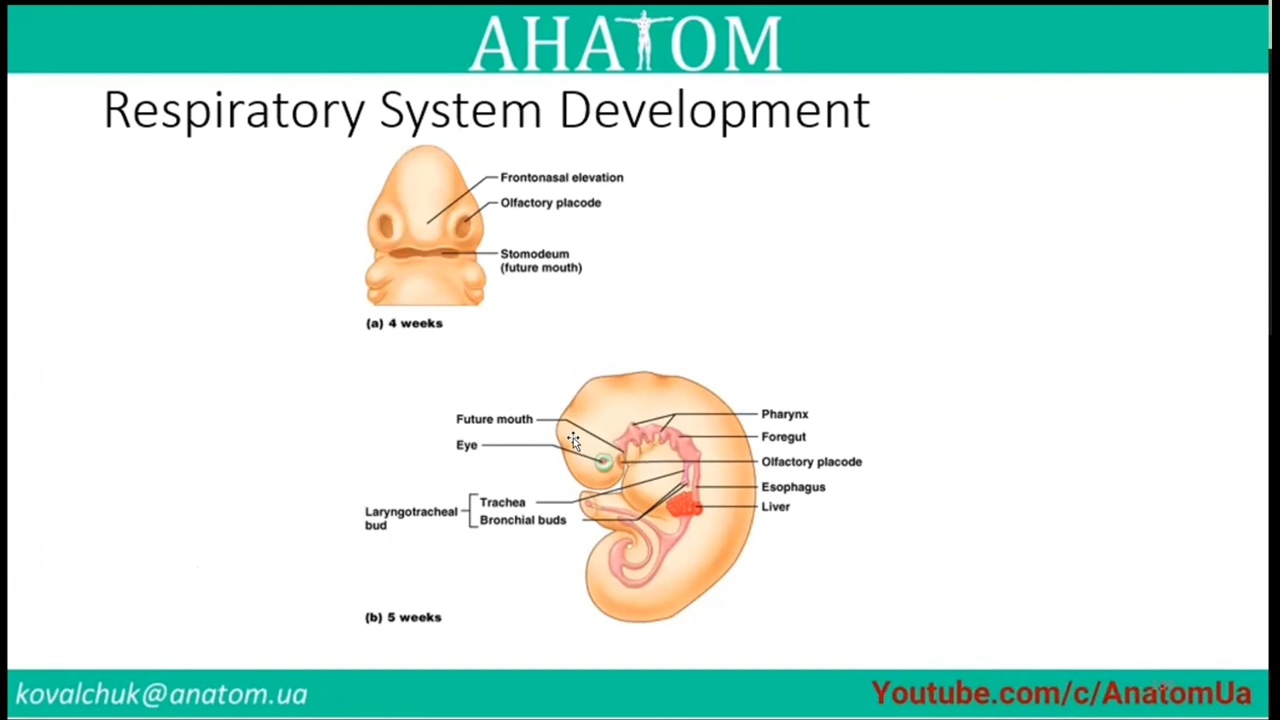 АНАТОМ
Respiratory System Development
Frontonasal elevation
Olfactory placode
Stomodeum
(future mouth)
(a) 4 weeks
Future mouth
Eye
Pharynx
Foregut
Olfactory placode
Esophagus
Liver
Laryngotracheal
bud
Trachea
Bronchial buds
(b) 5 weeks
kovalchuk@anatom.ua
Youtube.com/c/AnatomUa